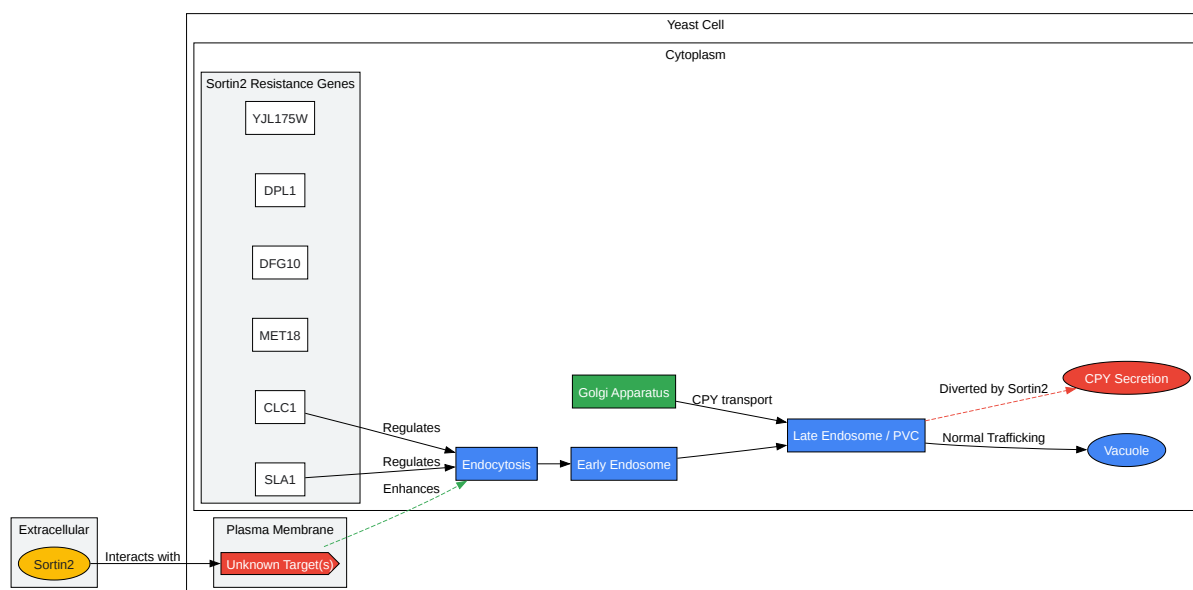 Yeast Cell
Cytoplasm
Sortin2 Resistance Genes
YJL175W
DPL1
DFG10
MET18
CLC1
SLA1
Regulates
Regulates
Enhances
Endocytosis
Golgi Apparatus
Early Endosome
CPY transport
Late Endosome / PVC
Diverted by Sortin2
Normal Trafficking
CPY Secretion
Vacuole
Extracellular
Sortin2
Interacts with
Plasma Membrane
Unknown Target(s)